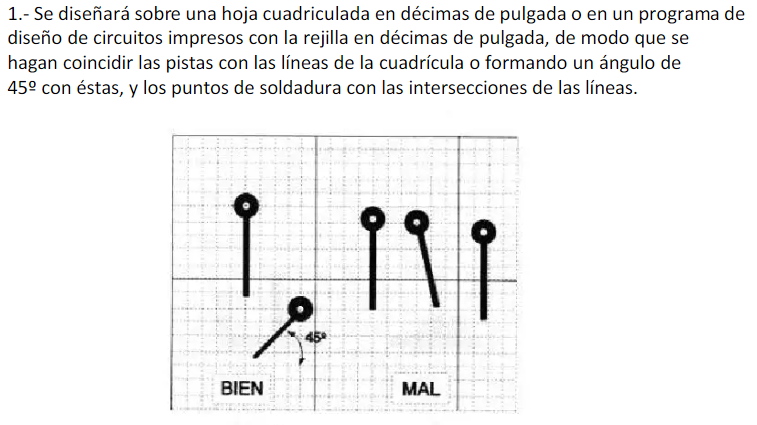 1.- Se diseñará sobre una hoja cuadriculada en décimas de pulgada o en un programa de
diseño de circuitos impresos con la rejilla en décimas de pulgada, de modo que se
hagan coincidir las pistas con las líneas de la cuadrícula o formando un ángulo de
45º con éstas, y los puntos de soldadura con las intersecciones de las líneas.
45º
BIEN
MAL